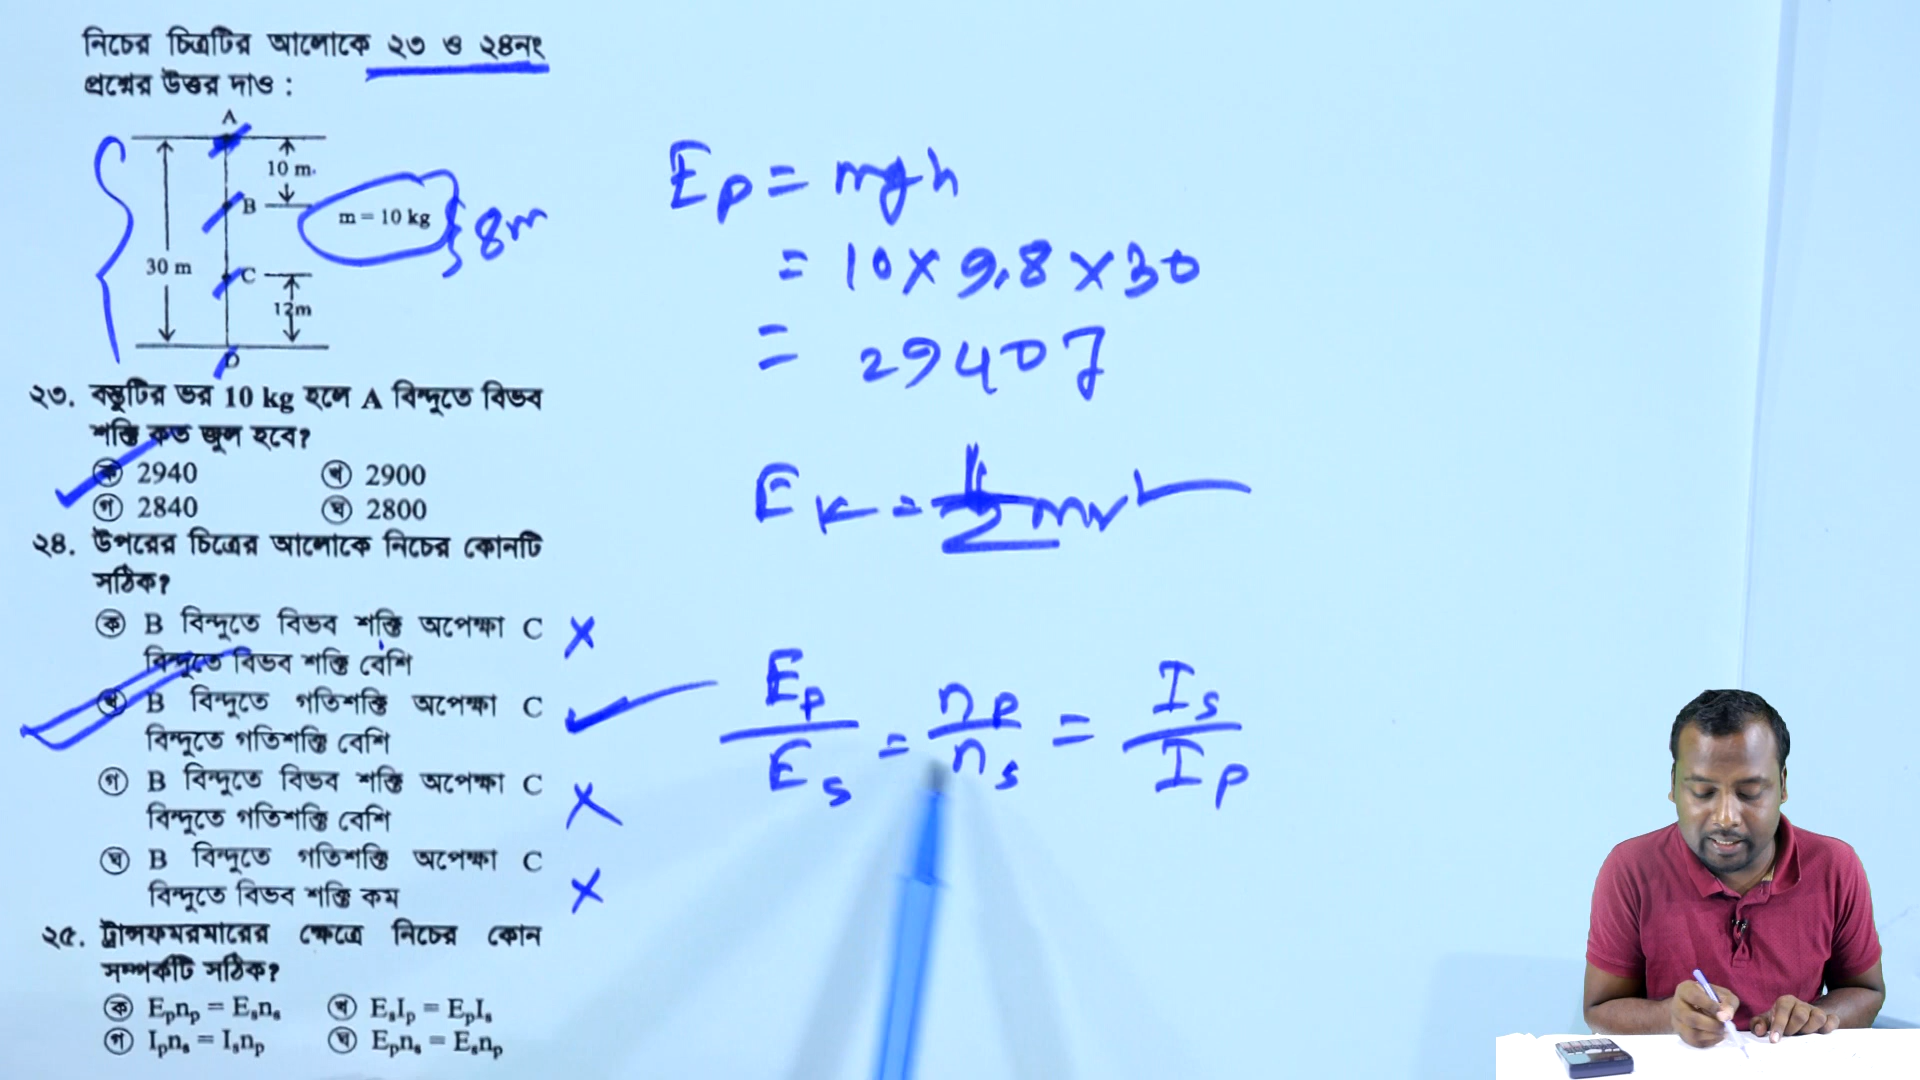 নিচের চিত্রটির আলোকে ২৩ ও ২৪নং
প্রশ্নের উত্তর দাও :
A
10 m.
B
m = 10 kg
8m
30 m
C
12m
D
২৩. বস্তুটির ভর 10 kg হলে A বিন্দুতে বিভব
শক্তি কত জুল হবে?
ক 2940
খ 2900
গ 2840
ঘ 2800
২৪. উপরের চিত্রের আলোকে নিচের কোনটি
সঠিক?
ক B বিন্দুতে বিভব শক্তি অপেক্ষা C
বিন্দুতে বিভব শক্তি বেশি
খ B বিন্দুতে গতিশক্তি অপেক্ষা C
বিন্দুতে গতিশক্তি বেশি
গ B বিন্দুতে বিভব শক্তি অপেক্ষা C
বিন্দুতে গতিশক্তি বেশি
ঘ B বিন্দুতে গতিশক্তি অপেক্ষা C
বিন্দুতে বিভব শক্তি কম
২৫. ট্রান্সফমরমারের ক্ষেত্রে নিচের কোন
সম্পর্কটি সঠিক?
ক Epnp = Esns
খ EsIp = EpIs
গ Ipns = Isnp
ঘ Epns = Esnp
Ep = mgh
= 10 x 9.8 x 30
= 2940 J
Ek = 1/2 mv²
Ep/Es = np/ns = Is/Ip